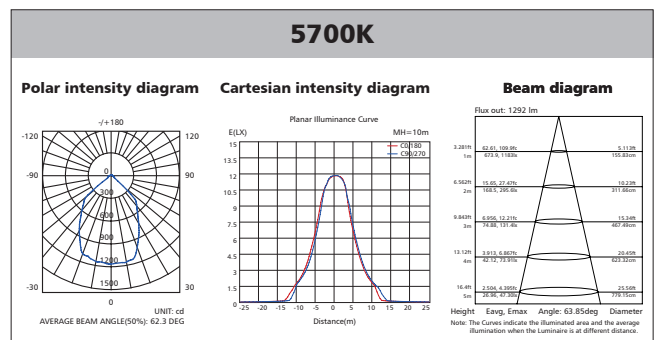 5700K
Polar intensity diagram
-/+180
-120
120
-90
90
-30
30
0
0
300
600
900
1200
1500
UNIT: cd
AVERAGE BEAM ANGLE(50%): 62.3 DEG
Cartesian intensity diagram
Planar Illuminance Curve
E(LX)
MH=10m
C0/180
C90/270
15
13.5
12
10.5
9
7.5
6
4.5
3
1.5
0
-25 -20 -15 -10 -5 0 5 10 15 20 25
Distance(m)
Beam diagram
Flux out: 1292 lm
3.281ft 62.61, 109.9fc 5.113ft
1m 673.9, 1183lx 155.83cm
6.562ft 15.65, 27.47fc 10.23ft
2m 168.5, 295.6lx 311.66cm
9.843ft 6.956, 12.21fc 15.34ft
3m 74.88, 131.4lx 467.49cm
13.12ft 3.913, 6.867fc 20.45ft
4m 42.12, 73.91lx 623.32cm
16.4ft 2.504, 4.395fc 25.56ft
5m 26.96, 47.30lx 779.15cm
Height Eavg, Emax Angle: 63.85deg Diameter
Note: The Curves indicate the illuminated area and the average
illumination when the Luminaire is at different distance.